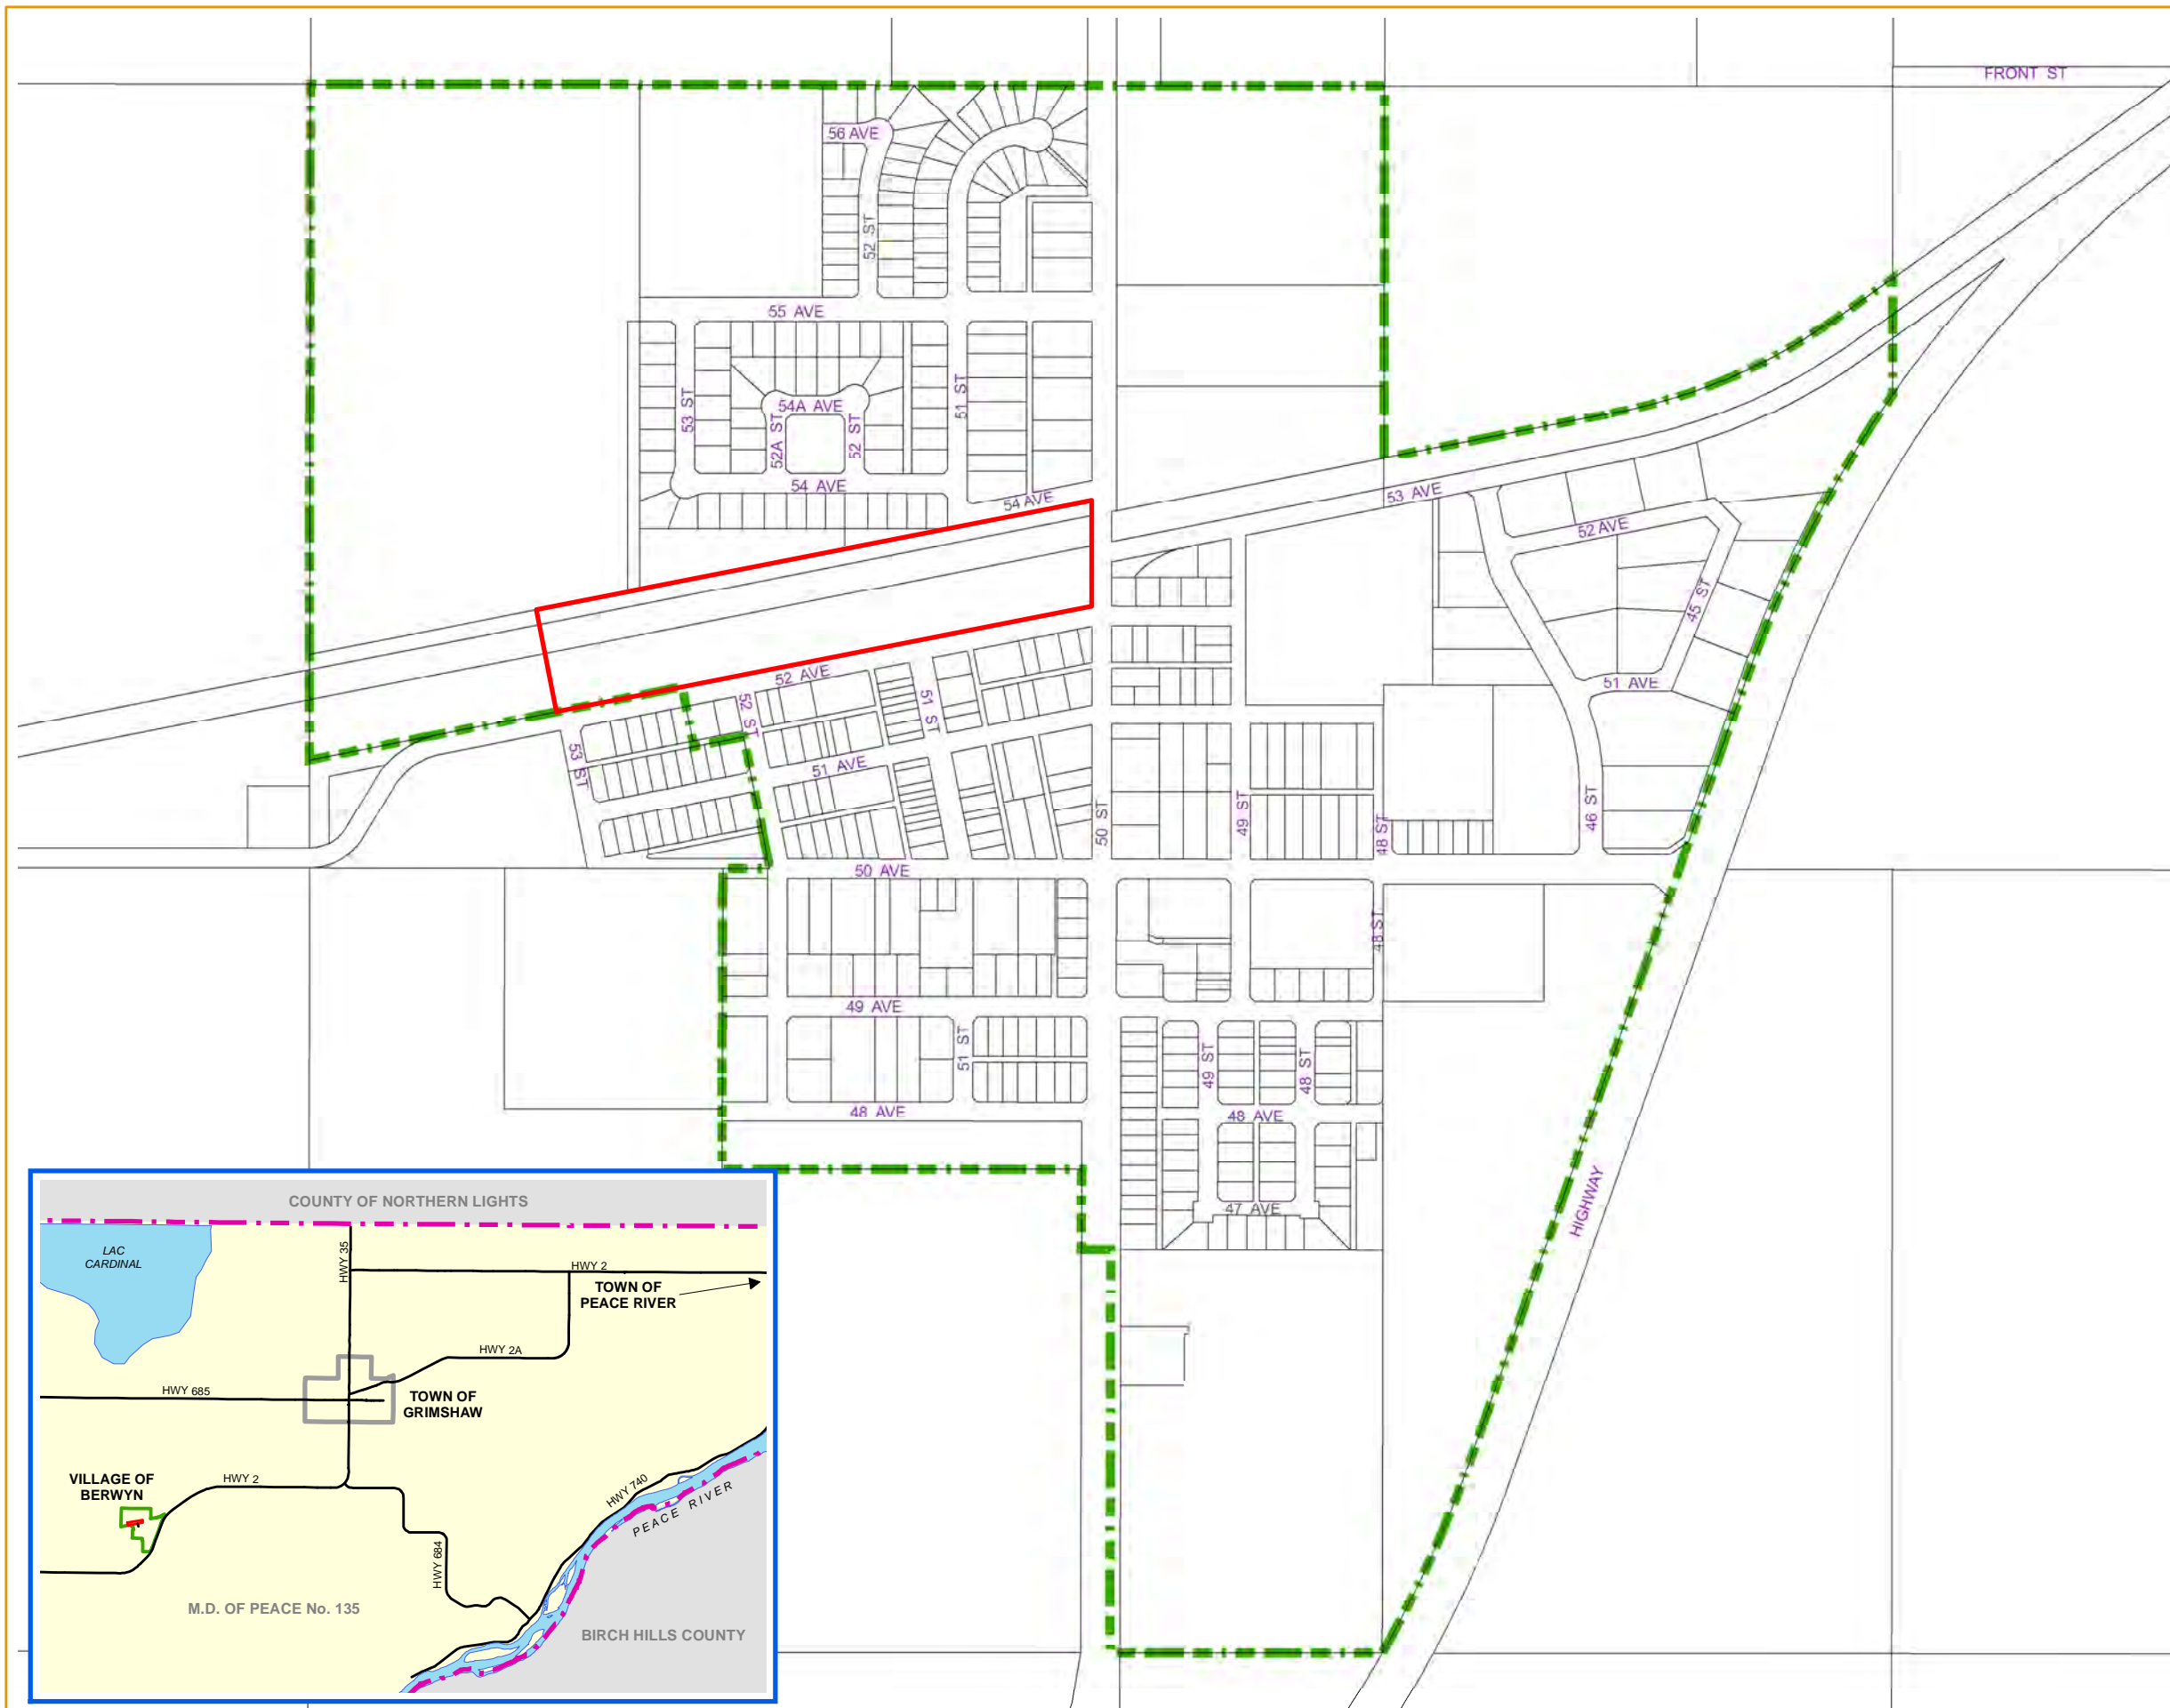 FRONT ST
56 AVE
52 ST
55 AVE
53 ST
54A AVE
52A ST
52 ST
51 ST
54 AVE
54 AVE
53 AVE
52 AVE
45 ST
51 AVE
46 ST
52 AVE
52 ST
51 ST
53 ST
51 AVE
50 ST
49 ST
48 ST
50 AVE
48 ST
49 AVE
51 ST
49 ST
48 ST
48 AVE
48 AVE
47 AVE
HIGHWAY
COUNTY OF NORTHERN LIGHTS
LAC
CARDINAL
HWY 35
HWY 2
TOWN OF
PEACE RIVER
HWY 2A
HWY 685
TOWN OF
GRIMSHAW
VILLAGE OF
BERWYN
HWY 2
HWY 740
PEACE RIVER
HWY 684
M.D. OF PEACE No. 135
BIRCH HILLS COUNTY